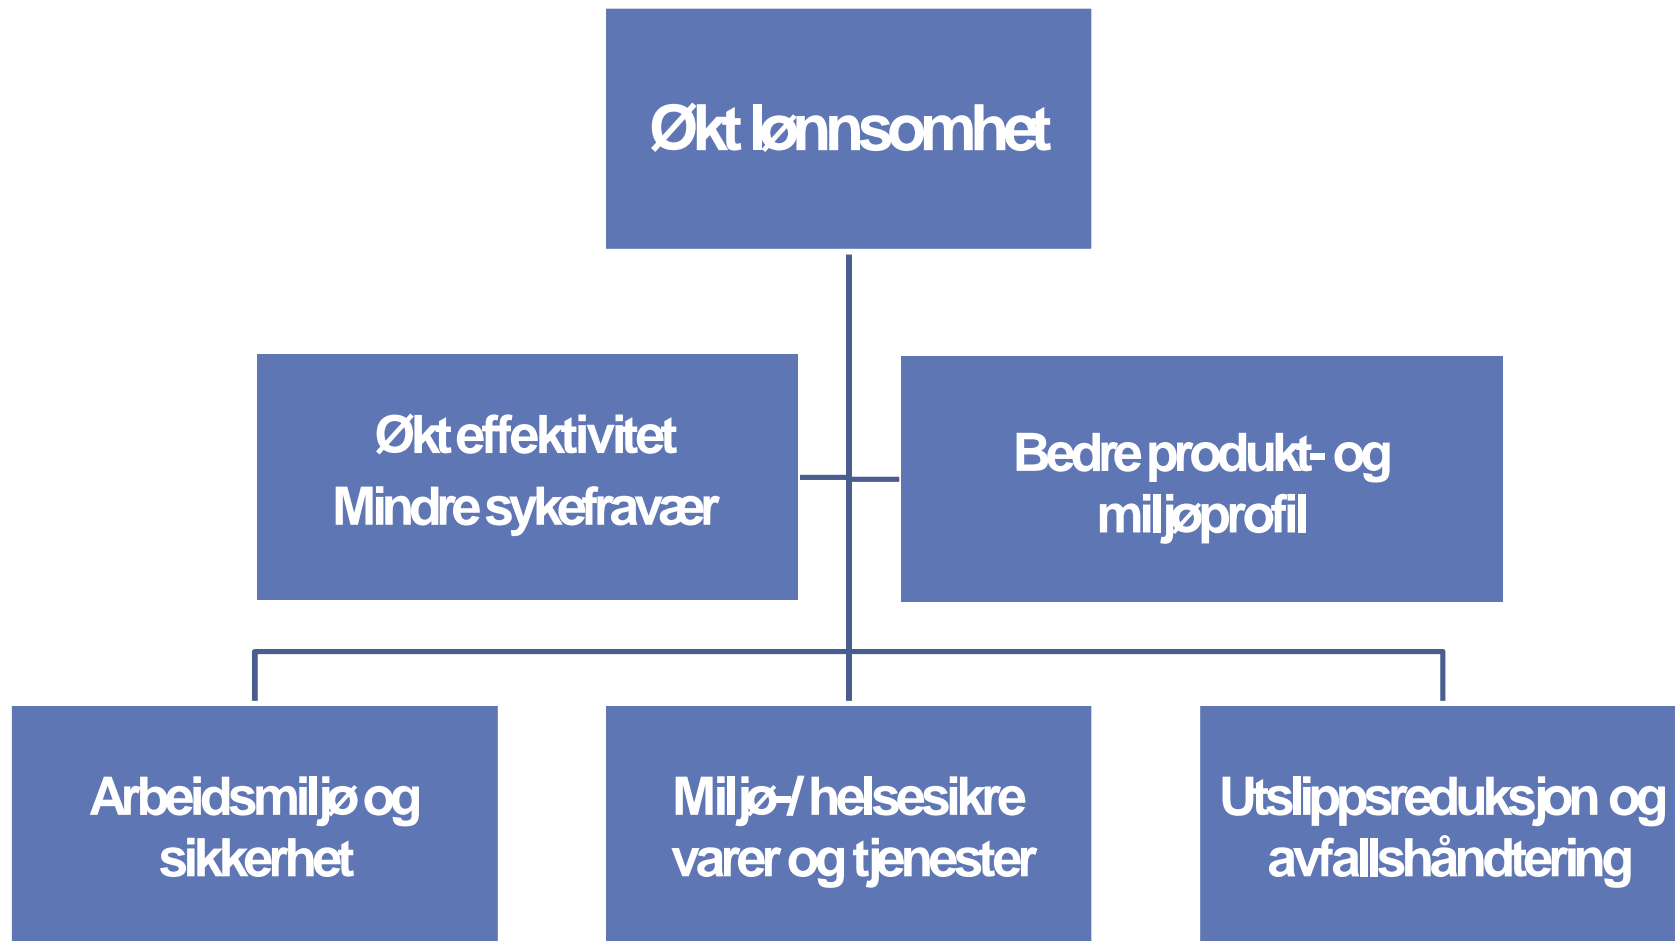 Økt lønnsomhet
Økt effektivitet
Mindre sykefravær
Bedre produkt- og
miljøprofil
Arbeidsmiljø og
sikkerhet
Miljø-/ helsesikre
varer og tjenester
Utslippsreduksjon og
avfallshåndtering